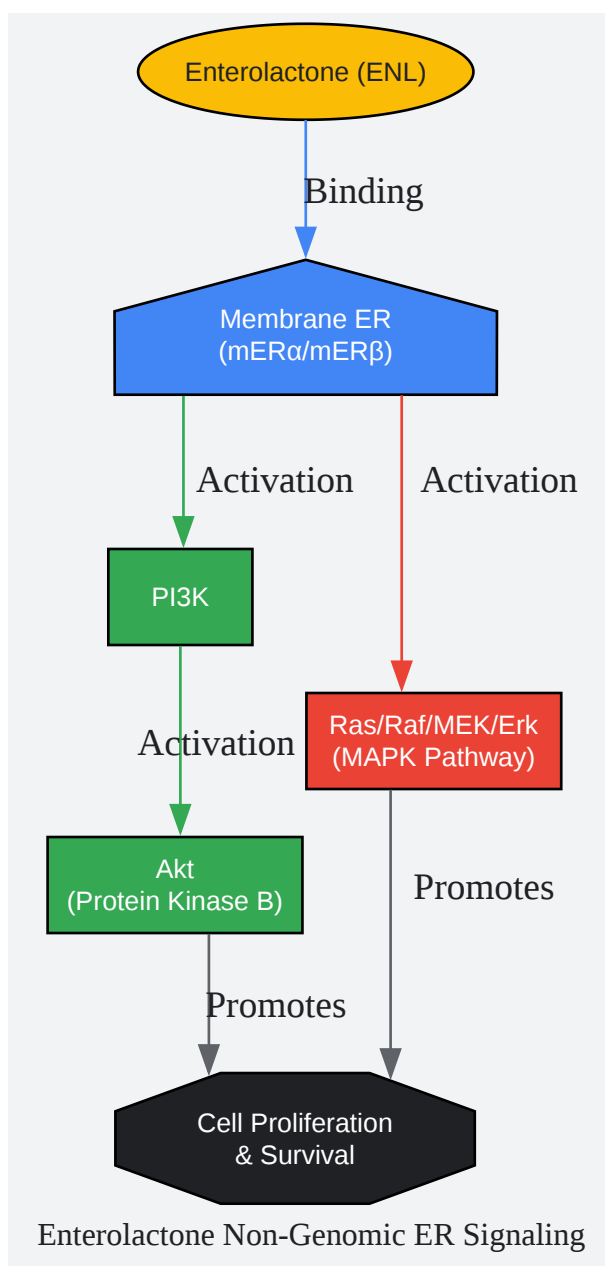 Enterolactone (ENL)
Binding
Membrane ER
(mERα/mERβ)
Activation
Activation
PI3K
Ras/Raf/MEK/Erk
(MAPK Pathway)
Activation
Akt
(Protein Kinase B)
Promotes
Promotes
Cell Proliferation
& Survival
Enterolactone Non-Genomic ER Signaling